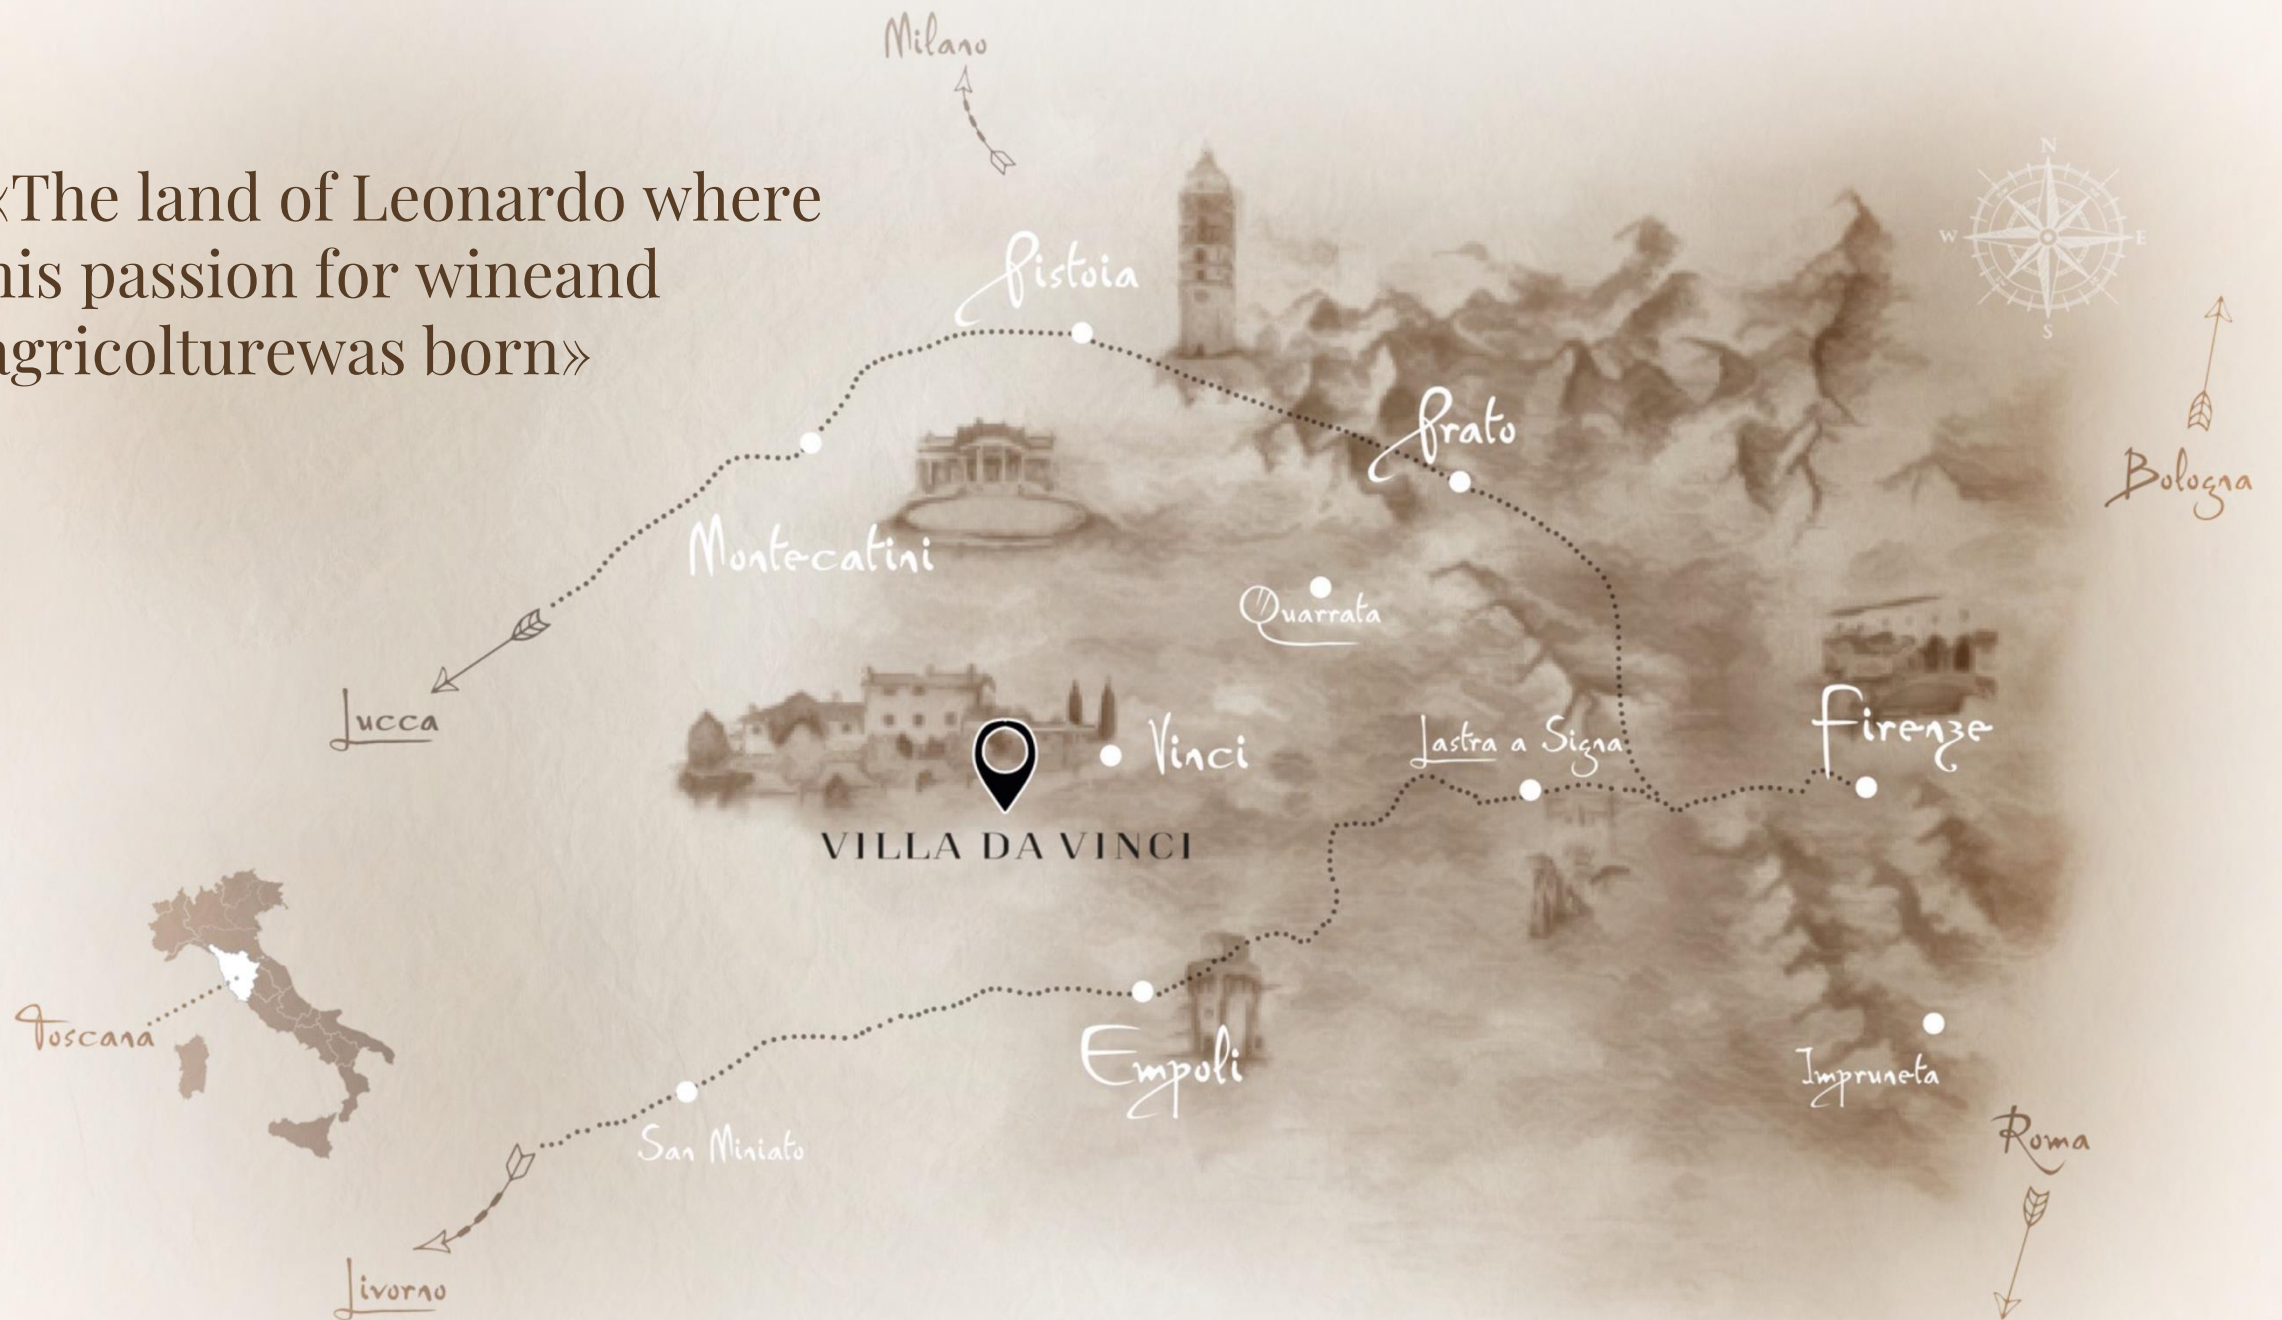 Milano
«The land of Leonardo where
his passion for wineand
agricolturewas born»
N
W
E
S
Pistoia
Prato
Bologna
Montecatini
Quarrata
Lucca
Vinci
Lastra a Signa
Firenze
VILLA DA VINCI
Toscana
Empoli
Impruneta
San Miniato
Roma
Livorno